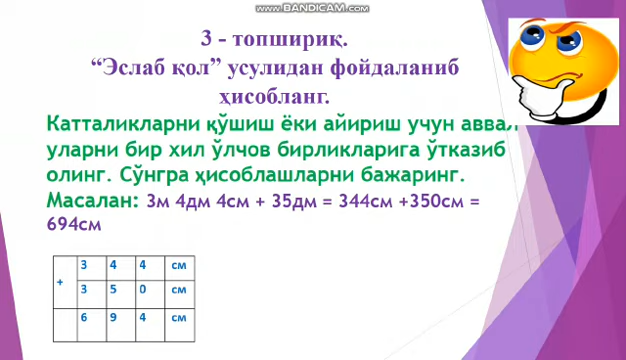 www.BANDICAM.com
3 - топшириқ.
“Эслаб қол” усулидан фойдаланиб
ҳисобланг.
Катталикларни қўшиш ёки айириш учун аввал
уларни бир хил ўлчов бирликларига ўтказиб
олинг. Сўнгра ҳисоблашларни бажаринг.
Масалан: 3м 4дм 4см + 35дм = 344см +350см =
694см
3 4 4 см
+
3 5 0 см
6 9 4 см